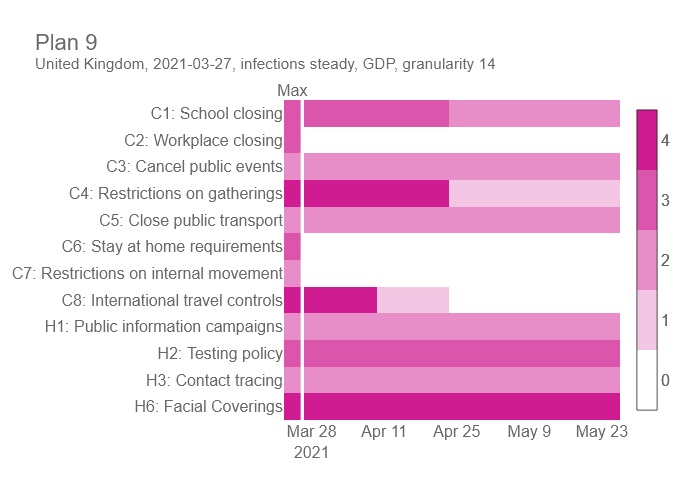 Plan 9
United Kingdom, 2021-03-27, infections steady, GDP, granularity 14
Max
C1: School closing
C2: Workplace closing
C3: Cancel public events
C4: Restrictions on gatherings
C5: Close public transport
C6: Stay at home requirements
C7: Restrictions on internal movement
C8: International travel controls
H1: Public information campaigns
H2: Testing policy
H3: Contact tracing
H6: Facial Coverings
4
3
2
1
0
Mar 28 Apr 11 Apr 25 May 9 May 23
2021